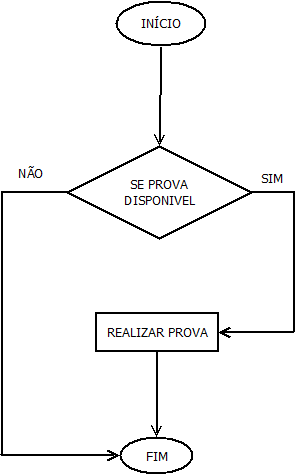 INÍCIO
NÃO
SIM
SE PROVA
DISPONIVEL
REALIZAR PROVA
FIM